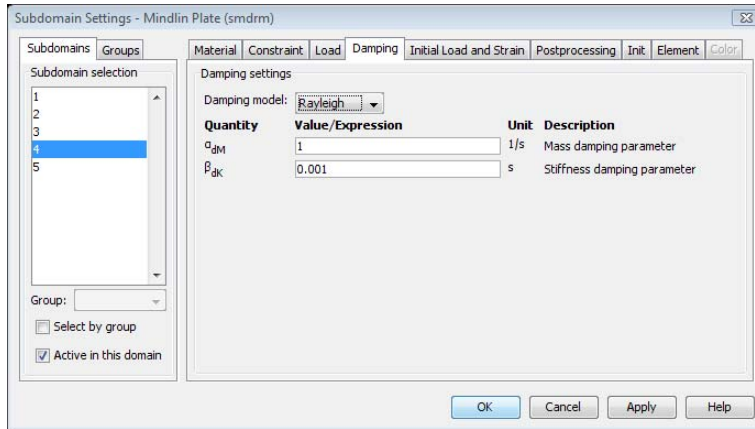 Subdomain Settings - Mindlin Plate (smdrm)
Subdomains Groups
Subdomain selection
1
2
3
4
5
Group:
Select by group
Active in this domain
Material Constraint Load Damping Initial Load and Strain Postprocessing Init Element Color
Damping settings
Damping model: Rayleigh
Quantity Value/Expression Unit Description
αdM 1 1/s Mass damping parameter
βdK 0.001 s Stiffness damping parameter
OK Cancel Apply Help